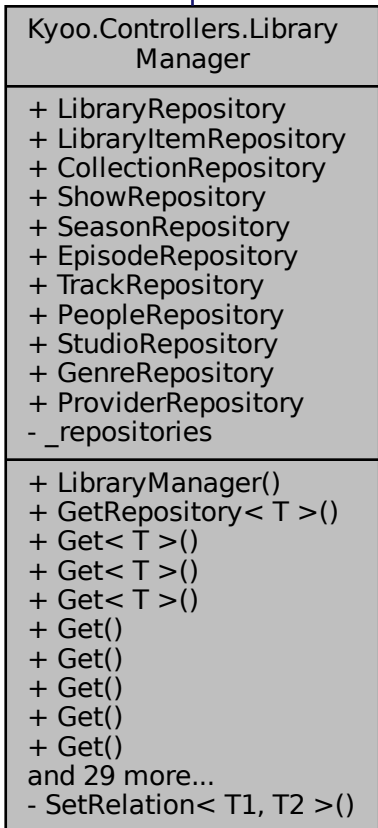 Kyoo.Controllers.Library
Manager
+ LibraryRepository
+ LibraryItemRepository
+ CollectionRepository
+ ShowRepository
+ SeasonRepository
+ EpisodeRepository
+ TrackRepository
+ PeopleRepository
+ StudioRepository
+ GenreRepository
+ ProviderRepository
- _repositories
+ LibraryManager()
+ GetRepository< T >()
+ Get< T >()
+ Get< T >()
+ Get< T >()
+ Get()
+ Get()
+ Get()
+ Get()
+ Get()
and 29 more...
- SetRelation< T1, T2 >()